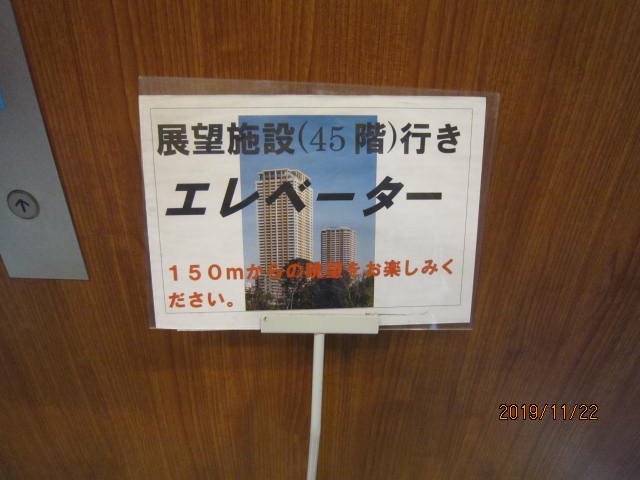 展望施設(45階)行き
エレベーター
150mからの眺望をお楽しみく
ださい。
2019/11/22